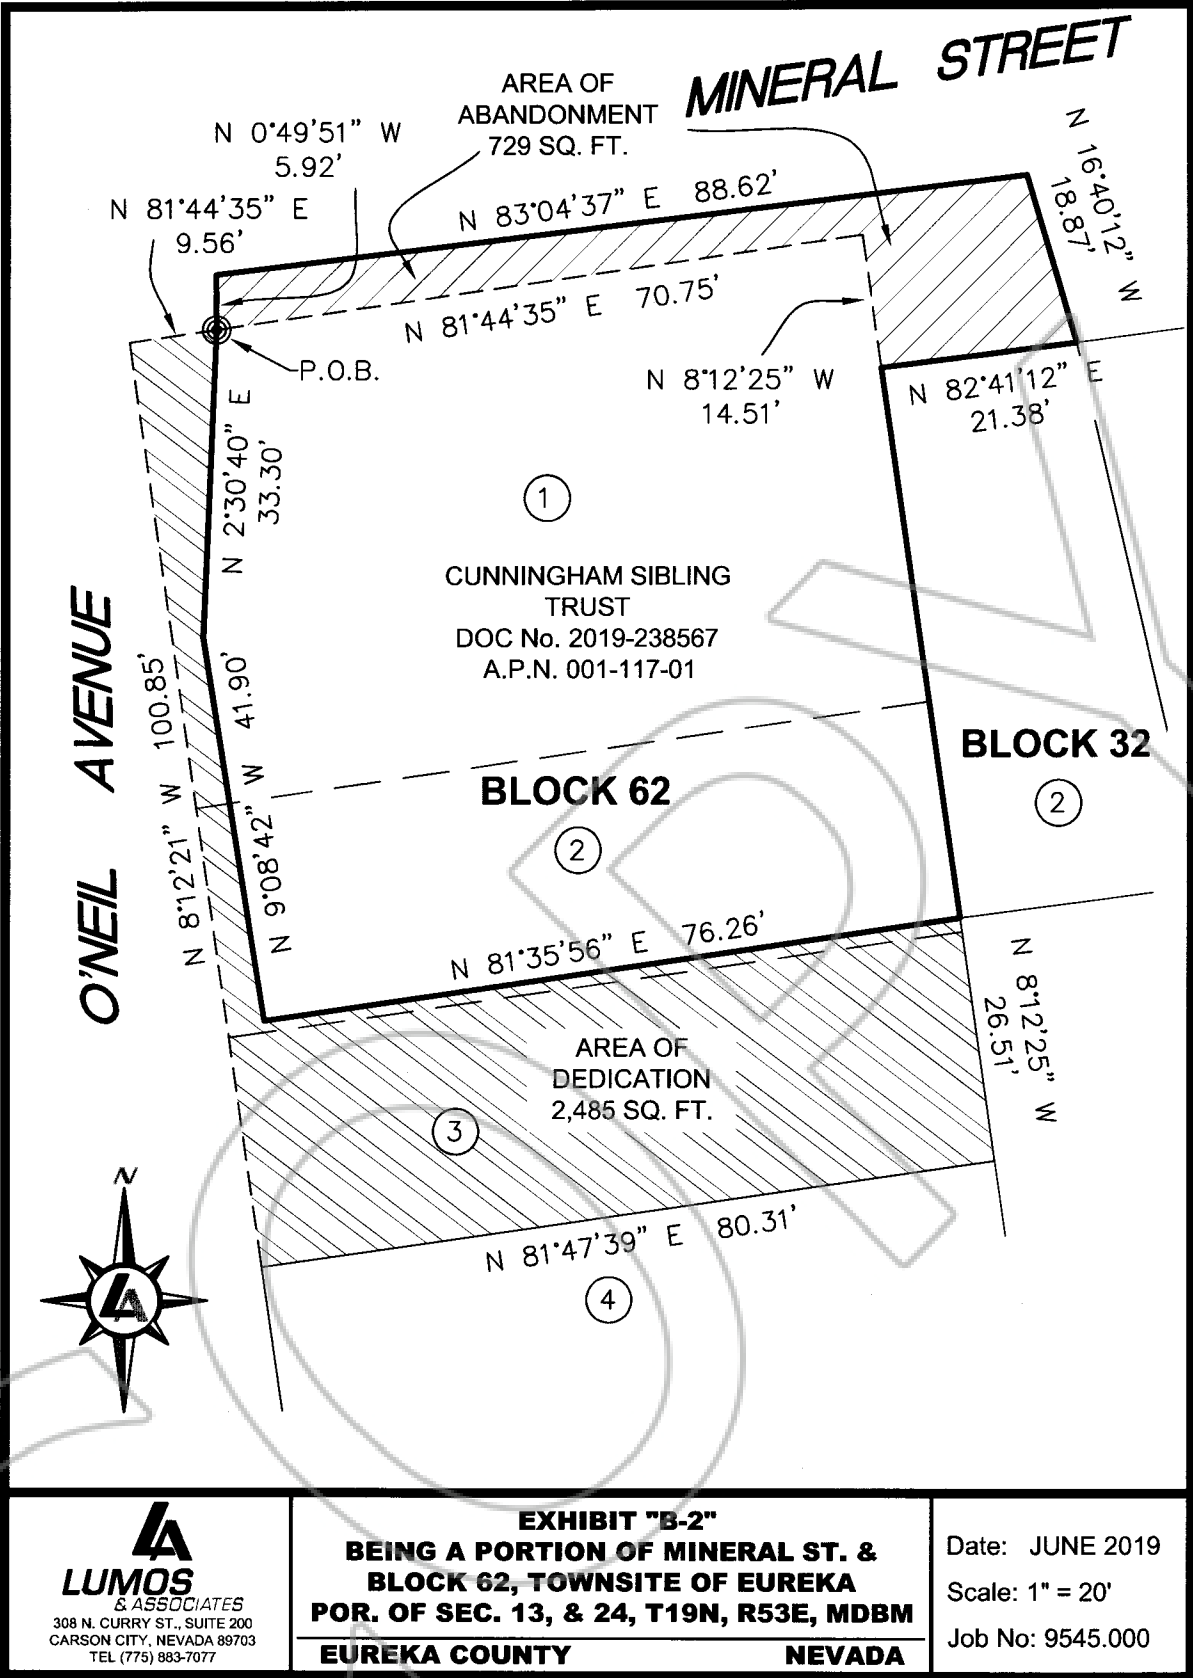 MINERAL STREET
AREA OF
ABANDONMENT
729 SQ. FT.
N 0°49'51" W
5.92'
N 81°44'35" E
9.56'
N 83°04'37" E 88.62'
N 16°40'12" W
18.87'
N 81°44'35" E 70.75'
P.O.B.
N 8°12'25" W
14.51'
N 82°41'12" E
21.38'
N 2°30'40" E
33.30'
1
CUNNINGHAM SIBLING
TRUST
DOC No. 2019-238567
A.P.N. 001-117-01
O'NEIL AVENUE
N 8°12'21" W 100.85'
N 9°08'42" W 41.90'
BLOCK 62
2
BLOCK 32
2
N 81°35'56" E 76.26'
N 8°12'25" W
26.51'
AREA OF
DEDICATION
2,485 SQ. FT.
3
N 81°47'39" E 80.31'
4
N
LA
COPY
LA
LUMOS
& ASSOCIATES
308 N. CURRY ST., SUITE 200
CARSON CITY, NEVADA 89703
TEL (775) 883-7077
EXHIBIT "B-2"
BEING A PORTION OF MINERAL ST. &
BLOCK 62, TOWNSITE OF EUREKA
POR. OF SEC. 13, & 24, T19N, R53E, MDBM
EUREKA COUNTY NEVADA
Date: JUNE 2019
Scale: 1" = 20'
Job No: 9545.000